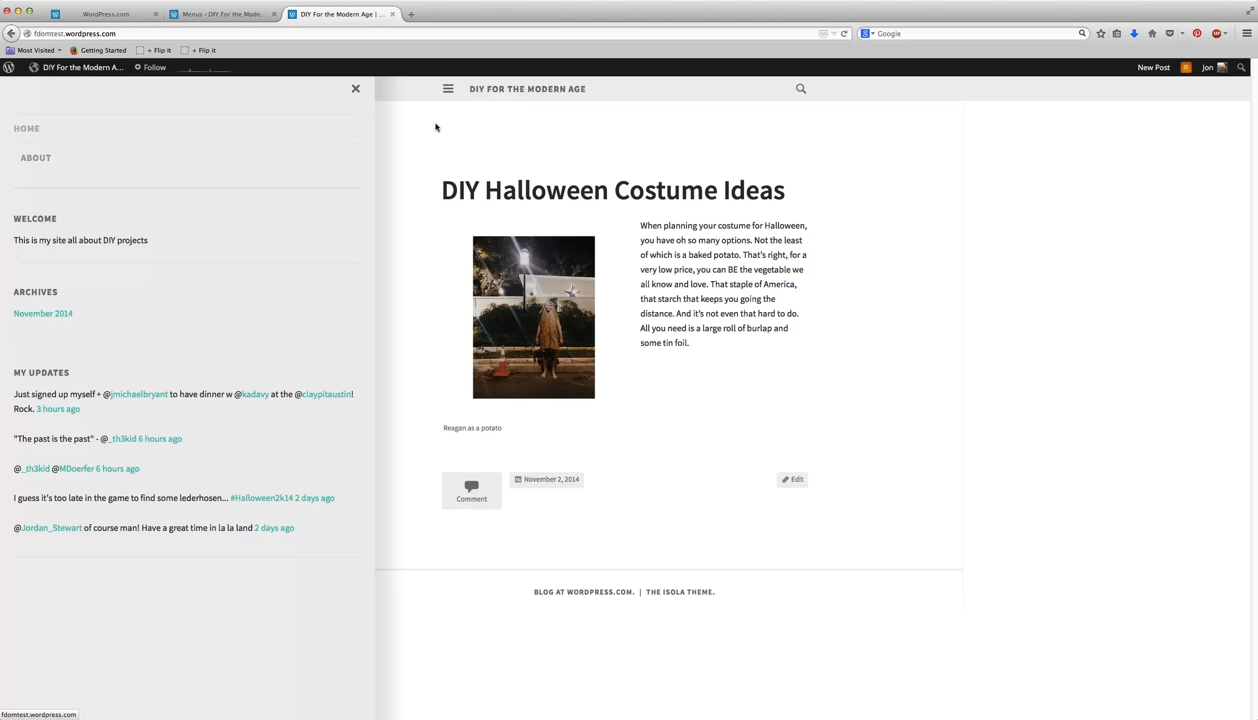 WordPress.com
Menus ‹ DIY For the Mode...
DIY For the Modern Age | ...
fdomtest.wordpress.com
Google
Most Visited
Getting Started
+ Flip it
+ Flip it
DIY For the Modern A...
Follow
New Post
Jon
HOME
ABOUT
WELCOME
This is my site all about DIY projects
ARCHIVES
November 2014
MY UPDATES
Just signed up myself + @jmichaelbryant to have dinner w @kadavy at the @claypitaustin!
Rock. 3 hours ago
"The past is the past" - @_th3kid 6 hours ago
@_th3kid @MDoerfer 6 hours ago
I guess it's too late in the game to find some lederhosen... #Halloween2k14 2 days ago
@Jordan_Stewart of course man! Have a great time in la la land 2 days ago
DIY FOR THE MODERN AGE
DIY Halloween Costume Ideas
When planning your costume for Halloween,
you have oh so many options. Not the least
of which is a baked potato. That's right, for a
very low price, you can BE the vegetable we
all know and love. That staple of America,
that starch that keeps you going the
distance. And it's not even that hard to do.
All you need is a large roll of burlap and
some tin foil.
Reagan as a potato
Comment
November 2, 2014
Edit
BLOG AT WORDPRESS.COM. | THE ISOLA THEME.
fdomtest.wordpress.com